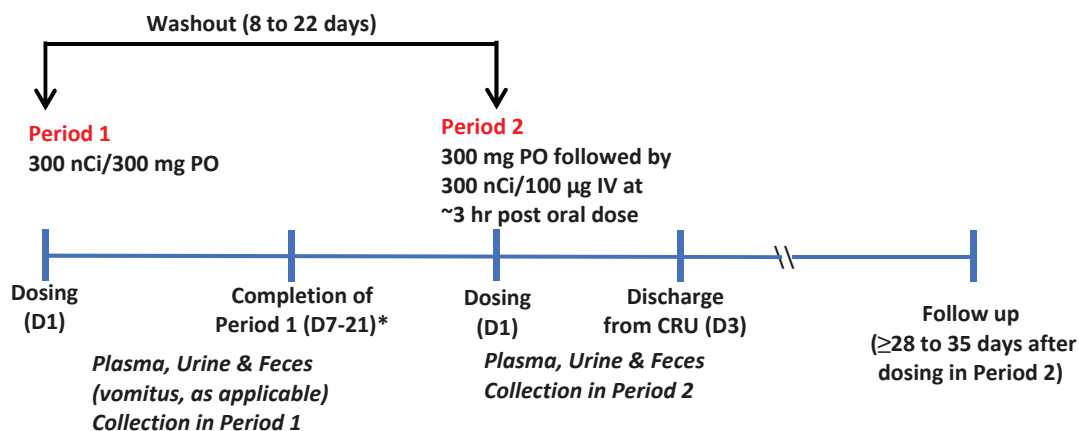 Washout (8 to 22 days)
Period 1
300 nCi/300 mg PO
Period 2
300 mg PO followed by
300 nCi/100 µg IV at
~3 hr post oral dose
Dosing
(D1)
Completion of
Period 1 (D7-21)*
Dosing
(D1)
Discharge
from CRU (D3)
Follow up
(≥28 to 35 days after
dosing in Period 2)
Plasma, Urine & Feces
(vomitus, as applicable)
Collection in Period 1
Plasma, Urine & Feces
Collection in Period 2